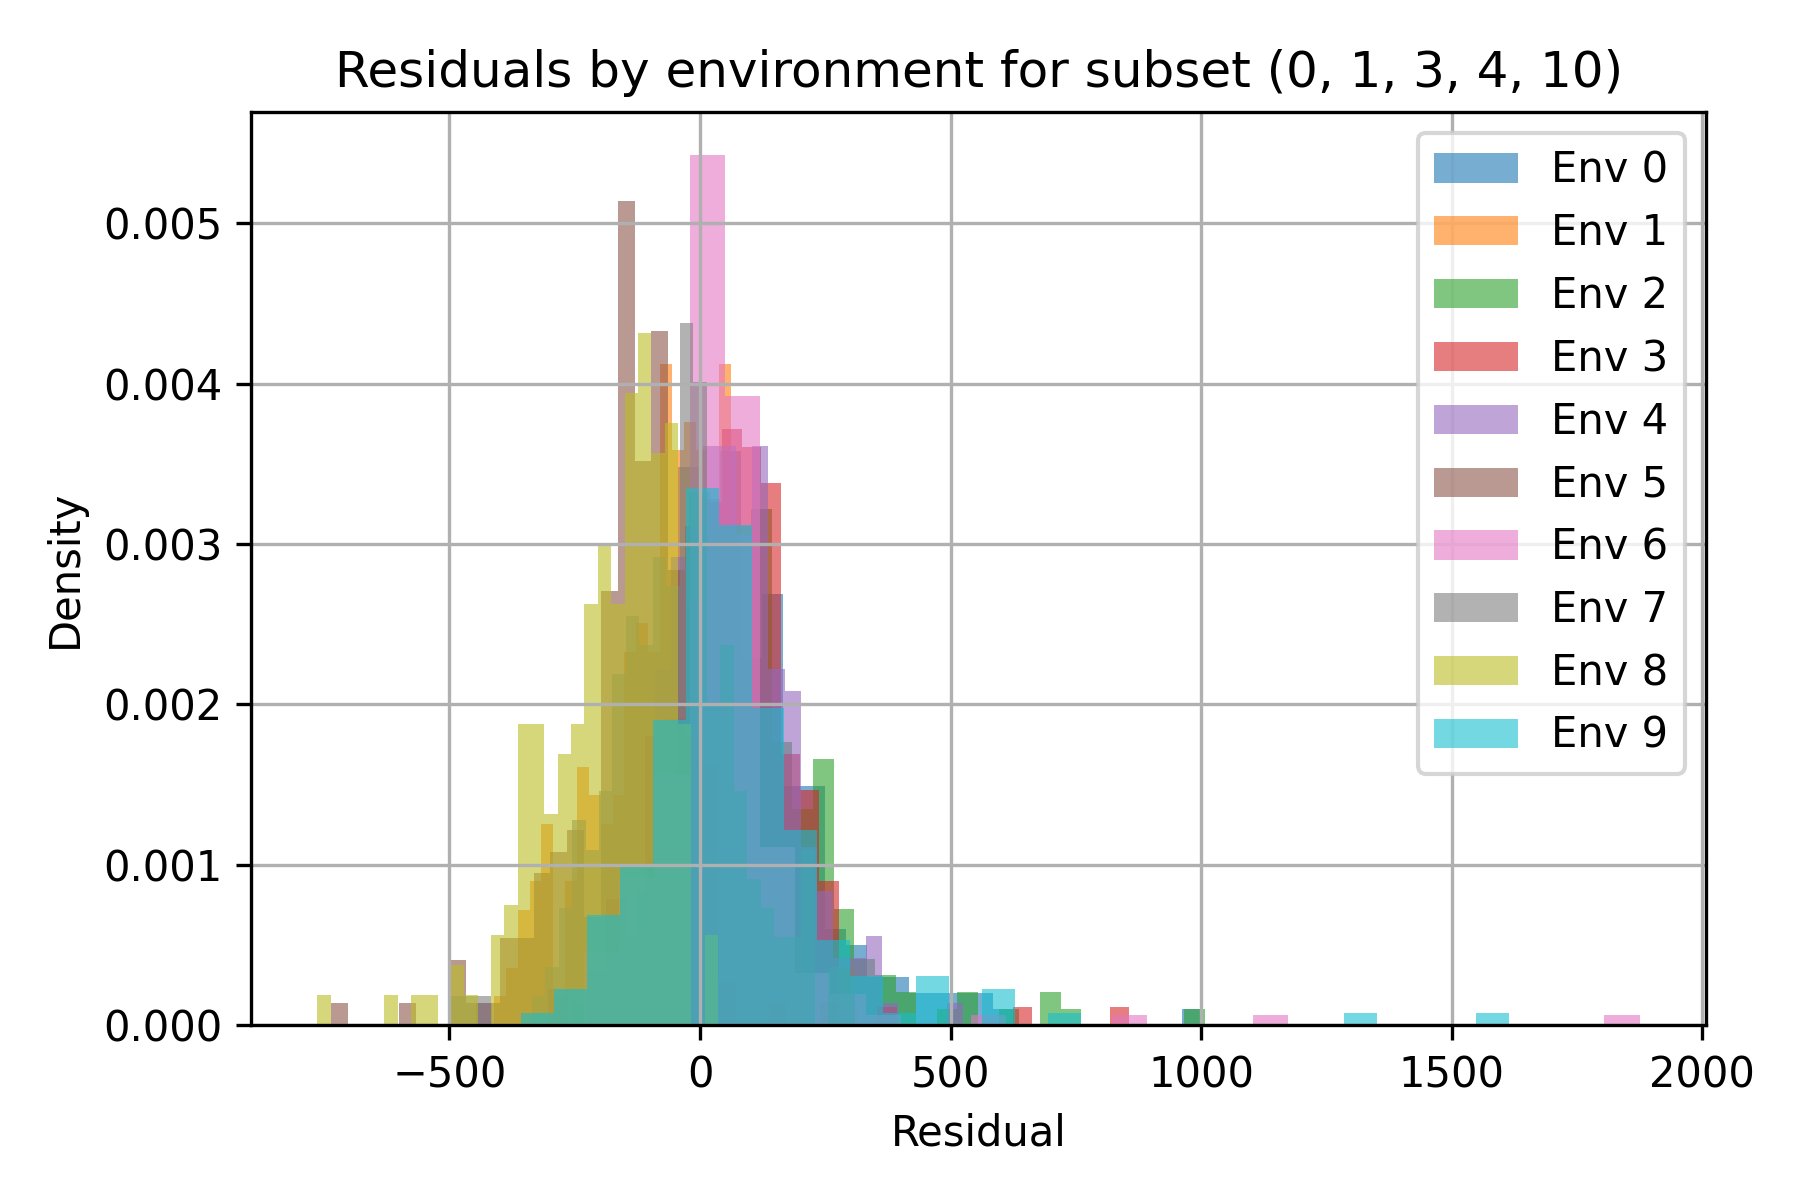 Residuals by environment for subset (0, 1, 3, 4, 10)
Density
0.005
0.004
0.003
0.002
0.001
0.000
−500
0
500
1000
1500
2000
Residual
Env 0
Env 1
Env 2
Env 3
Env 4
Env 5
Env 6
Env 7
Env 8
Env 9